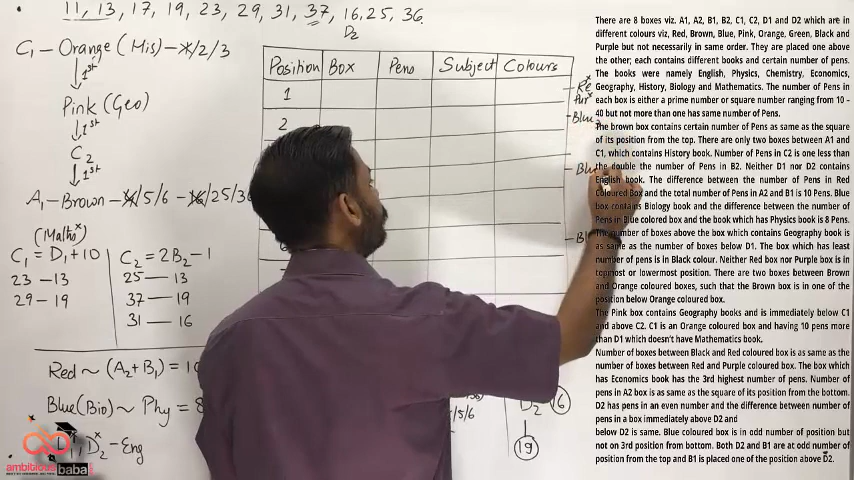 11, 13, 17, 19, 23, 29, 31, 37, 16, 25, 36.
D2
C1 - Orange (Mis) - 1/2/3
1st
Pink (Geo)
1st
C2
1st
A1 - Brown - 4/5/6 - 16/25/36
(Maths)
C1 = D1 + 10
23 - 13
29 - 19
C2 = 2B2 - 1
25 - 13
37 - 19
31 - 16
Red ~ (A2+B1) = 10
Blue (Bio) ~ Phy = 8
D1, D2 - Eng
Position Box Pens Subject Colours
1
2
D2 16
19
ambitious baba
There are 8 boxes viz. A1, A2, B1, B2, C1, C2, D1 and D2 which are in
different colours viz, Red, Brown, Blue, Pink, Orange, Green, Black and
Purple but not necessarily in same order. They are placed one above
the other; each contains different books and certain number of pens.
The books were namely English, Physics, Chemistry, Economics,
Geography, History, Biology and Mathematics. The number of Pens in
each box is either a prime number or square number ranging from 10 -
40 but not more than one has same number of Pens.
The brown box contains certain number of Pens as same as the square
of its position from the top. There are only two boxes between A1 and
C1, which contains History book. Number of Pens in C2 is one less than
the double the number of Pens in B2. Neither D1 nor D2 contains
English book. The difference between the number of Pens in Red
Coloured Box and the total number of Pens in A2 and B1 is 10 Pens. Blue
box contains Biology book and the difference between the number of
Pens in Blue colored box and the book which has Physics book is 8 Pens.
The number of boxes above the box which contains Geography book is
as same as the number of boxes below D1. The box which has least
number of pens is in Black colour. Neither Red box nor Purple box is in
topmost or lowermost position. There are two boxes between Brown
and Orange coloured boxes, such that the Brown box is in one of the
position below Orange coloured box.
The Pink box contains Geography books and is immediately below C1
and above C2. C1 is an Orange coloured box and having 10 pens more
than D1 which doesn't have Mathematics book.
Number of boxes between Black and Red coloured box is as same as the
number of boxes between Red and Purple coloured box. The box which
has Economics book has the 3rd highest number of pens. Number of
pens in A2 box is as same as the square of its position from the bottom.
D2 has pens in an even number and the difference between number of
pens in a box immediately above D2 and
below D2 is same. Blue coloured box is in odd number of position but
not on 3rd position from bottom. Both D2 and B1 are at odd number of
position from the top and B1 is placed one of the position above D2.